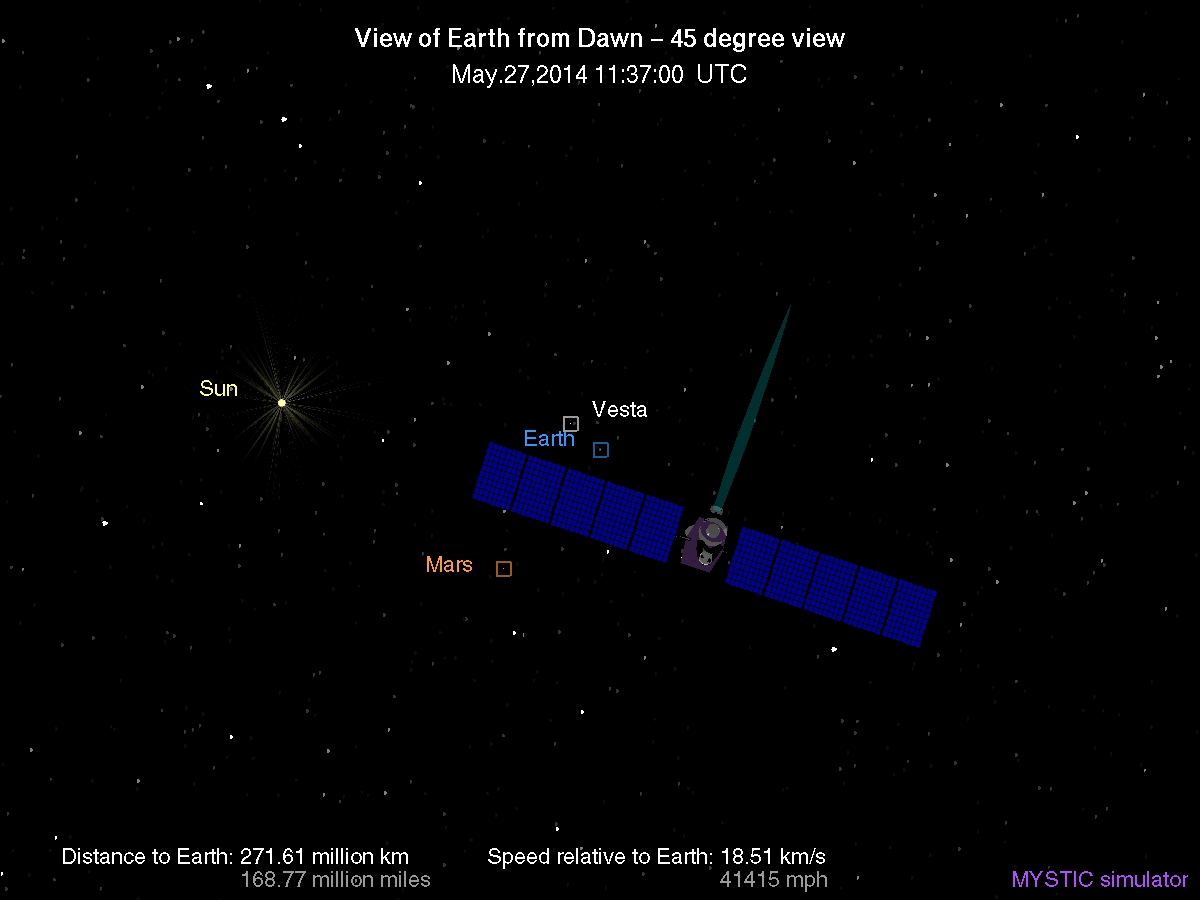 View of Earth from Dawn – 45 degree view
May.27,2014 11:37:00 UTC
Sun
Vesta
Earth
Mars
Distance to Earth: 271.61 million km
168.77 million miles
Speed relative to Earth: 18.51 km/s
41415 mph
MYSTIC simulator